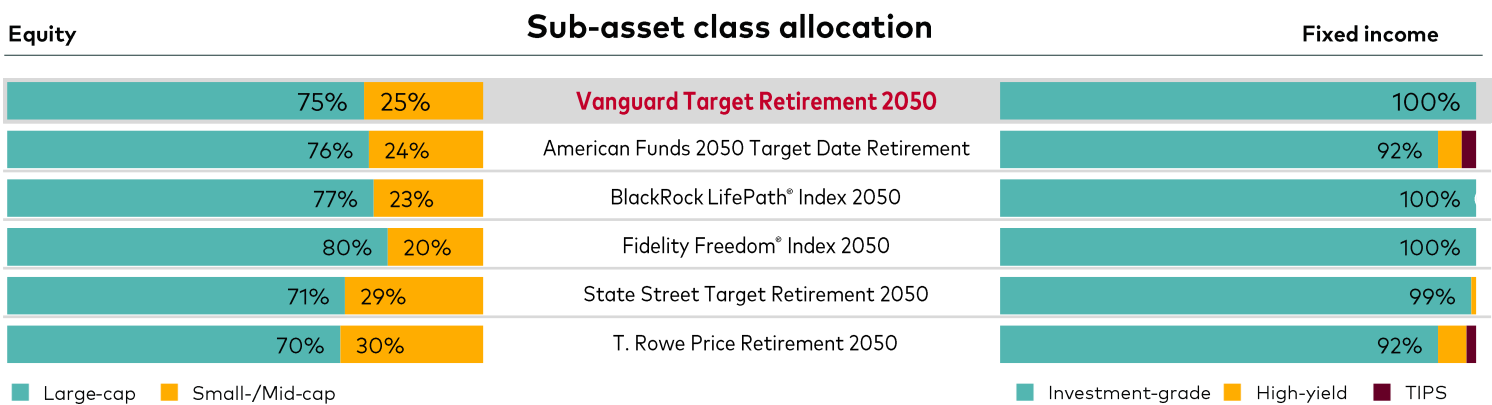 Sub-asset class allocation
Equity
Fixed income
75% 25% Vanguard Target Retirement 2050 100%
76% 24% American Funds 2050 Target Date Retirement 92%
77% 23% BlackRock LifePath® Index 2050 100%
80% 20% Fidelity Freedom® Index 2050 100%
71% 29% State Street Target Retirement 2050 99%
70% 30% T. Rowe Price Retirement 2050 92%
Large-cap Small-/Mid-cap Investment-grade High-yield TIPS